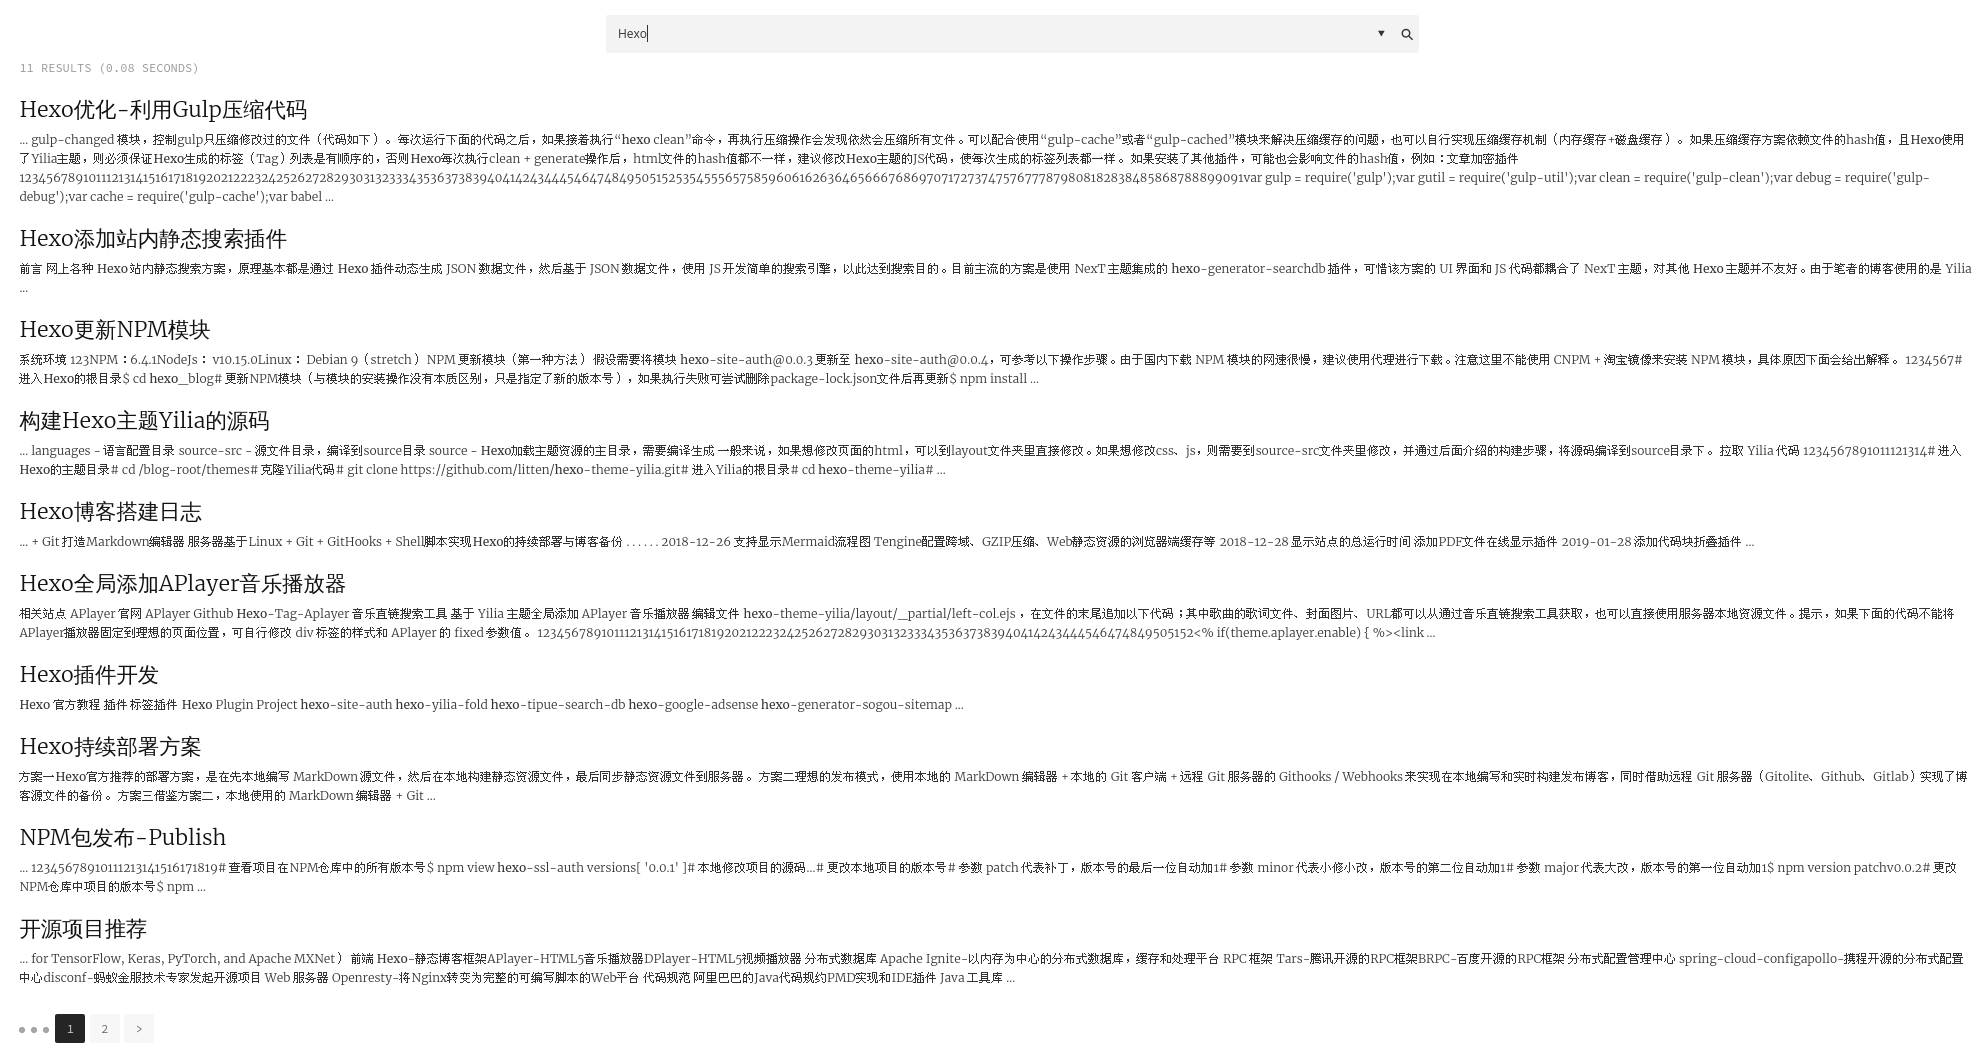 Hexo
11 RESULTS (0.08 SECONDS)
Hexo优化-利用Gulp压缩代码
... gulp-changed 模块，控制gulp只压缩修改过的文件（代码如下）。 每次运行下面的代码之后，如果接着执行“hexo clean”命令，再执行压缩操作会发现依然会压缩所有文件。可以配合使用“gulp-cache”或者“gulp-cached”模块来解决压缩缓存的问题，也可以自行实现压缩缓存机制（内存缓存+磁盘缓存）。如果压缩缓存方案依赖文件的hash值，且Hexo使用
了Yilia主题，则必须保证Hexo生成的标签（Tag）列表是有顺序的，否则Hexo每次执行clean + generate操作后，html文件的hash值都不一样，建议修改Hexo主题的JS代码，使每次生成的标签列表都一样。 如果安装了其他插件，可能也会影响文件的hash值，例如：文章加密插件
12345678910111213141516171819202122232425262728293031323334353637383940414243444546474849505152535455565758596061626364656667686970717273747576777879808182838485868788899091var gulp = require('gulp');var gutil = require('gulp-util');var clean = require('gulp-clean');var debug = require('gulp-
debug');var cache = require('gulp-cache');var babel ...
Hexo添加站内静态搜索插件
前言 网上各种 Hexo 站内静态搜索方案，原理基本都是通过 Hexo 插件动态生成 JSON 数据文件，然后基于 JSON 数据文件，使用 JS 开发简单的搜索引擎，以此达到搜索目的。目前主流的方案是使用 NexT 主题集成的 hexo-generator-searchdb 插件，可惜该方案的 UI 界面和 JS 代码都耦合了 NexT 主题，对其他 Hexo 主题并不友好。由于笔者的博客使用的是 Yilia
...
Hexo更新NPM模块
系统环境 123NPM：6.4.1NodeJs： v10.15.0Linux： Debian 9（stretch） NPM 更新模块（第一种方法） 假设需要将模块 hexo-site-auth@0.0.3 更新至 hexo-site-auth@0.0.4，可参考以下操作步骤。由于国内下载 NPM 模块的网速很慢，建议使用代理进行下载。注意这里不能使用 CNPM + 淘宝镜像来安装 NPM 模块，具体原因下面会给出解释。 1234567#
进入Hexo的根目录$ cd hexo_blog# 更新NPM模块（与模块的安装操作没有本质区别，只是指定了新的版本号），如果执行失败可尝试删除package-lock.json文件后再更新$ npm install ...
构建Hexo主题Yilia的源码
... languages - 语言配置目录 source-src - 源文件目录，编译到source目录 source - Hexo加载主题资源的主目录，需要编译生成 一般来说，如果想修改页面的html，可以到layout文件夹里直接修改。如果想修改css、js，则需要到source-src文件夹里修改，并通过后面介绍的构建步骤，将源码编译到source目录下。 拉取 Yilia 代码 1234567891011121314# 进入
Hexo的主题目录# cd /blog-root/themes# 克隆Yilia代码# git clone https://github.com/litten/hexo-theme-yilia.git# 进入Yilia的根目录# cd hexo-theme-yilia# ...
Hexo博客搭建日志
... + Git 打造Markdown编辑器 服务器基于Linux + Git + GitHooks + Shell脚本实现Hexo的持续部署与博客备份 . . . . . . 2018-12-26 支持显示Mermaid流程图 Tengine配置跨域、GZIP压缩、Web静态资源的浏览器端缓存等 2018-12-28 显示站点的总运行时间 添加PDF文件在线显示插件 2019-01-28 添加代码块折叠插件 ...
Hexo全局添加APlayer音乐播放器
相关站点 APlayer 官网 APlayer Github Hexo-Tag-Aplayer 音乐直链搜索工具 基于 Yilia 主题全局添加 APlayer 音乐播放器 编辑文件 hexo-theme-yilia/layout/_partial/left-col.ejs ，在文件的末尾追加以下代码；其中歌曲的歌词文件、封面图片、URL都可以从通过音乐直链搜索工具获取，也可以直接使用服务器本地资源文件。提示，如果下面的代码不能将
APlayer播放器固定到理想的页面位置，可自行修改 div 标签的样式和 APlayer 的 fixed 参数值。 12345678910111213141516171819202122232425262728293031323334353637383940414243444546474849505152<% if(theme.aplayer.enable) { %><link ...
Hexo插件开发
Hexo 官方教程 插件 标签插件 Hexo Plugin Project hexo-site-auth hexo-yilia-fold hexo-tipue-search-db hexo-google-adsense hexo-generator-sogou-sitemap ...
Hexo持续部署方案
方案一Hexo官方推荐的部署方案，是在先本地编写 MarkDown 源文件，然后在本地构建静态资源文件，最后同步静态资源文件到服务器。 方案二理想的发布模式，使用本地的 MarkDown 编辑器 + 本地的 Git 客户端 + 远程 Git 服务器的 Githooks / Webhooks 来实现在本地编写和实时构建发布博客，同时借助远程 Git 服务器（Gitolite、Github、Gitlab）实现了博
客源文件的备份。 方案三借鉴方案二，本地使用的 MarkDown 编辑器 + Git ...
NPM包发布-Publish
... 12345678910111213141516171819# 查看项目在NPM仓库中的所有版本号$ npm view hexo-ssl-auth versions[ '0.0.1' ]# 本地修改项目的源码...# 更改本地项目的版本号# 参数 patch 代表补丁，版本号的最后一位自动加1# 参数 minor 代表小修小改，版本号的第二位自动加1# 参数 major 代表大改，版本号的第一位自动加1$ npm version patchv0.0.2# 更改
NPM仓库中项目的版本号$ npm ...
开源项目推荐
... for TensorFlow, Keras, PyTorch, and Apache MXNet） 前端 Hexo-静态博客框架APlayer-HTML5音乐播放器DPlayer-HTML5视频播放器 分布式数据库 Apache Ignite-以内存为中心的分布式数据库，缓存和处理平台 RPC 框架 Tars-腾讯开源的RPC框架BRPC-百度开源的RPC框架 分布式配置管理中心 spring-cloud-configapollo-携程开源的分布式配置
中心disconf-蚂蚁金服技术专家发起开源项目 Web 服务器 Openresty-将Nginx转变为完整的可编写脚本的Web平台 代码规范 阿里巴巴的Java代码规约PMD实现和IDE插件 Java 工具库 ...
1 2 >